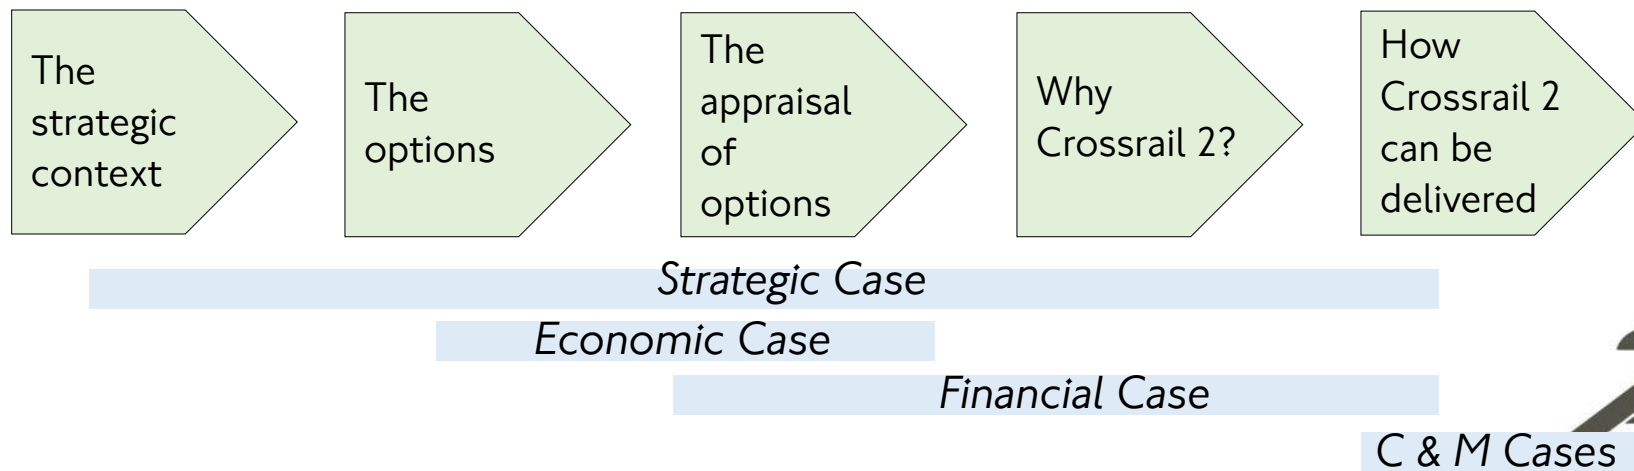 The
strategic
context
The
options
The
appraisal
of
options
Why
Crossrail 2?
How
Crossrail 2
can be
delivered
Strategic Case
Economic Case
Financial Case
C & M Cases